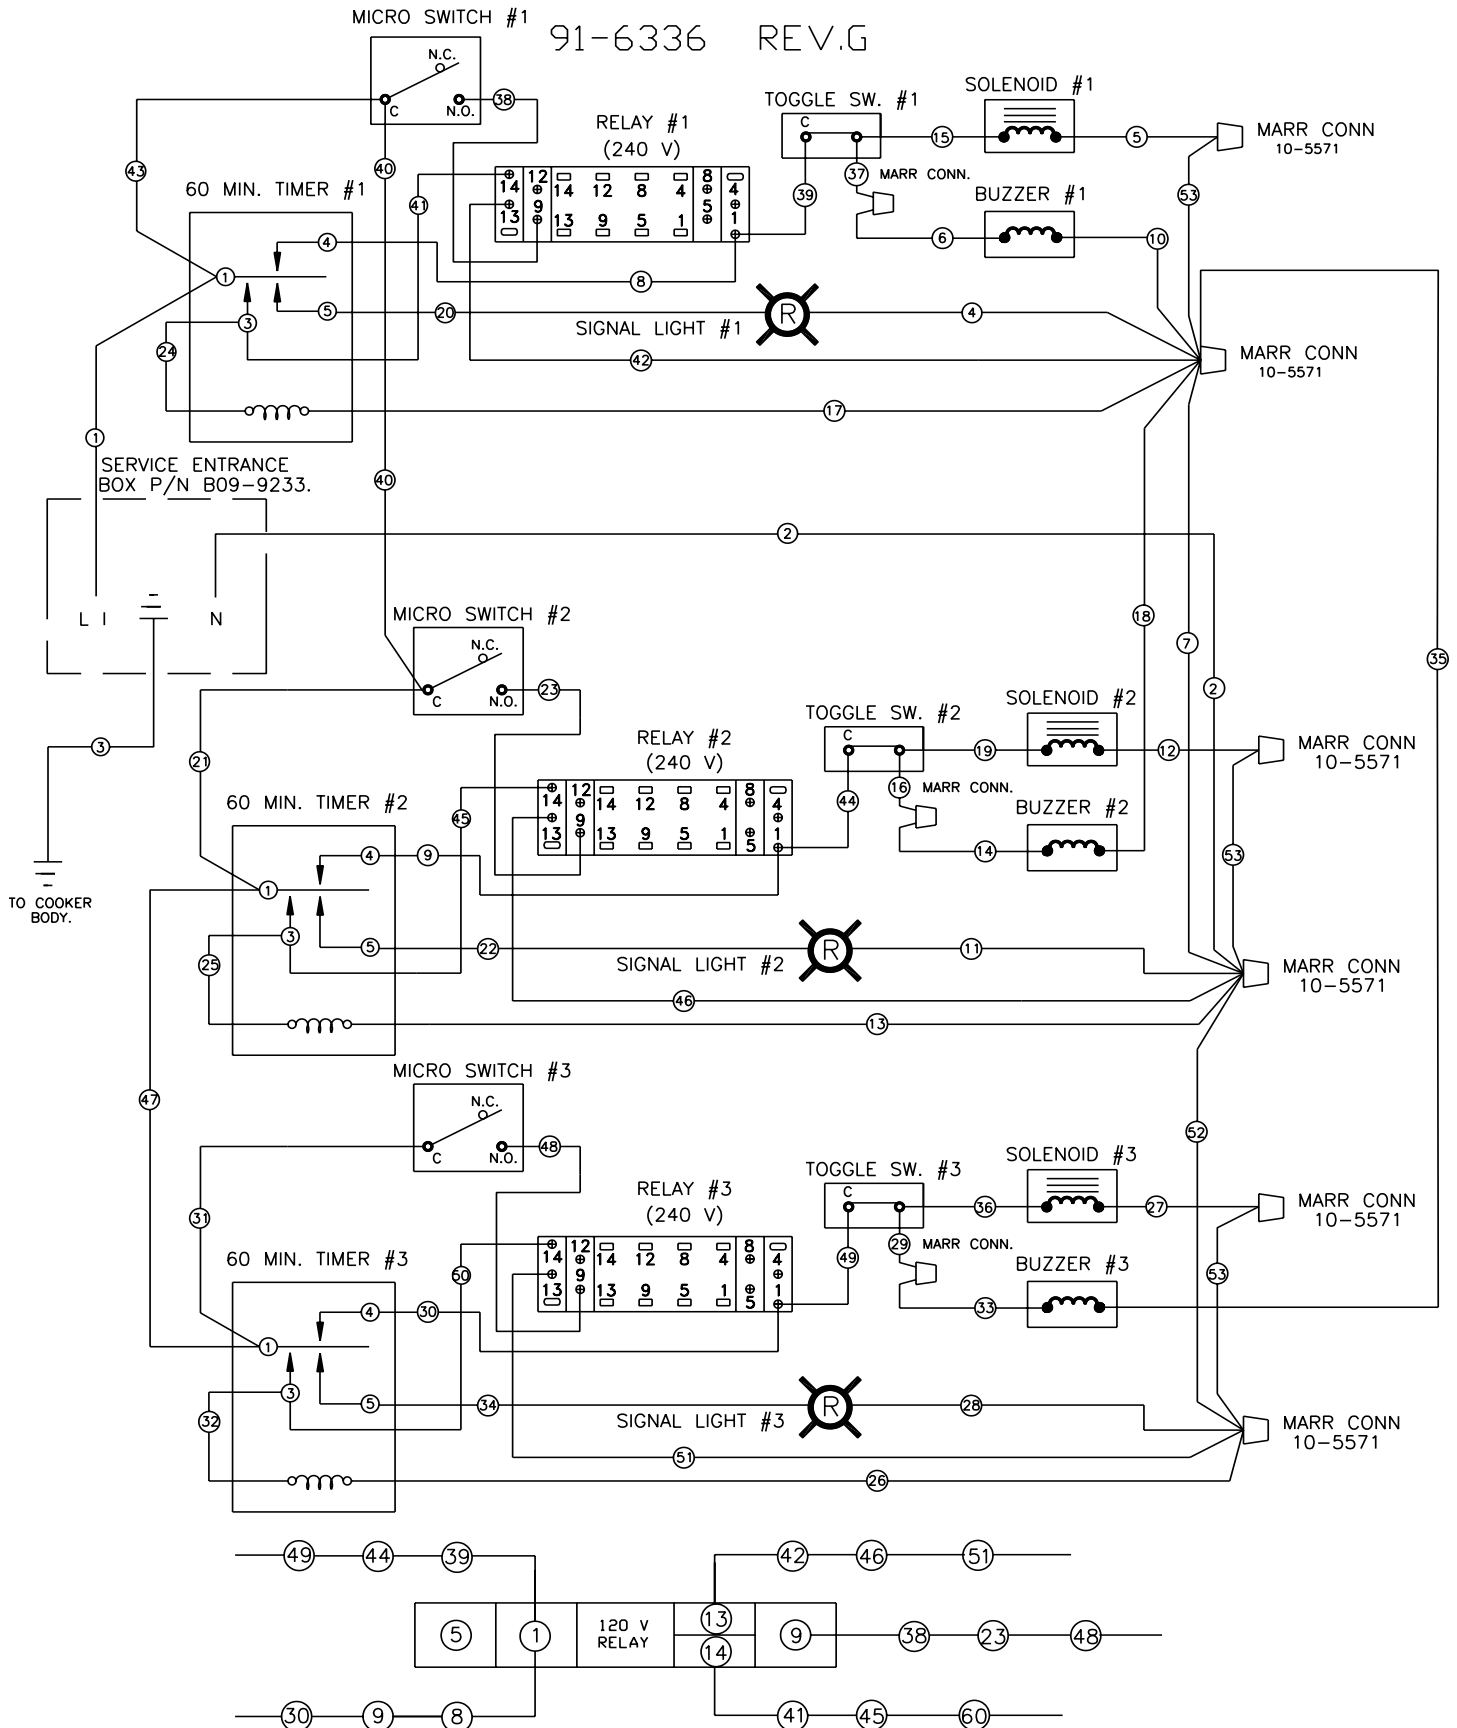 MICRO SWITCH #1
91-6336 REV.G
N.C.
C
N.O.
38
SOLENOID #1
TOGGLE SW. #1
C
15
5
MARR CONN
10-5571
RELAY #1
(240 V)
43
40
60 MIN. TIMER #1
41
14
12
14 12 8 4
8
4
13
9
13 9 5 1
5
1
39
37
MARR CONN.
BUZZER #1
53
6
10
4
1
8
5
20
SIGNAL LIGHT #1
R
4
3
24
42
MARR CONN
10-5571
17
1
SERVICE ENTRANCE
BOX P/N B09-9233.
40
2
L I
N
MICRO SWITCH #2
N.C.
C
N.O.
23
18
7
35
2
3
21
SOLENOID #2
TOGGLE SW. #2
C
19
12
MARR CONN
10-5571
RELAY #2
(240 V)
60 MIN. TIMER #2
45
14
12
14 12 8 4
8
4
13
9
13 9 5 1
5
1
44
16
MARR CONN.
BUZZER #2
14
53
4
9
1
TO COOKER
BODY.
3
5
22
SIGNAL LIGHT #2
R
11
25
46
MARR CONN
10-5571
13
MICRO SWITCH #3
N.C.
C
N.O.
48
47
52
31
SOLENOID #3
TOGGLE SW. #3
C
36
27
MARR CONN
10-5571
RELAY #3
(240 V)
60 MIN. TIMER #3
60
14
12
14 12 8 4
8
4
13
9
13 9 5 1
5
1
49
29
MARR CONN.
BUZZER #3
33
53
4
30
1
3
5
34
SIGNAL LIGHT #3
R
28
32
51
MARR CONN
10-5571
26
49 44 39
42 46 51
5
1
120 V
RELAY
13
14
9
38 23 48
30 9 8
41 45 60